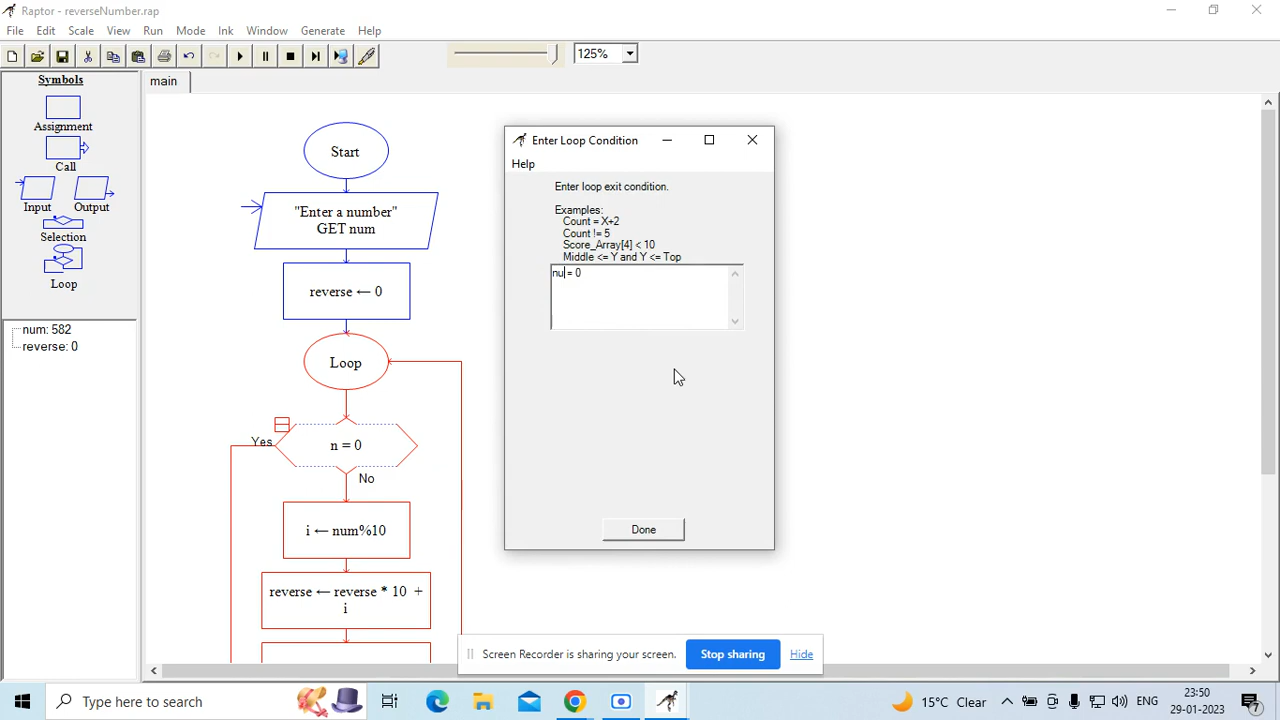 Raptor - reverseNumber.rap
File Edit Scale View Run Mode Ink Window Generate Help
125%
Symbols
Assignment
Call
Input Output
Selection
Loop
num: 582
reverse: 0
main
Start
"Enter a number"
GET num
reverse ← 0
Loop
Yes
n = 0
No
i ← num%10
reverse ← reverse * 10 +
i
Enter Loop Condition
Help
Enter loop exit condition.
Examples:
Count = X+2
Count != 5
Score_Array[4] < 10
Middle <= Y and Y <= Top
nu = 0
Done
Screen Recorder is sharing your screen. Stop sharing Hide
Type here to search
15°C Clear
ENG
23:50
29-01-2023
7